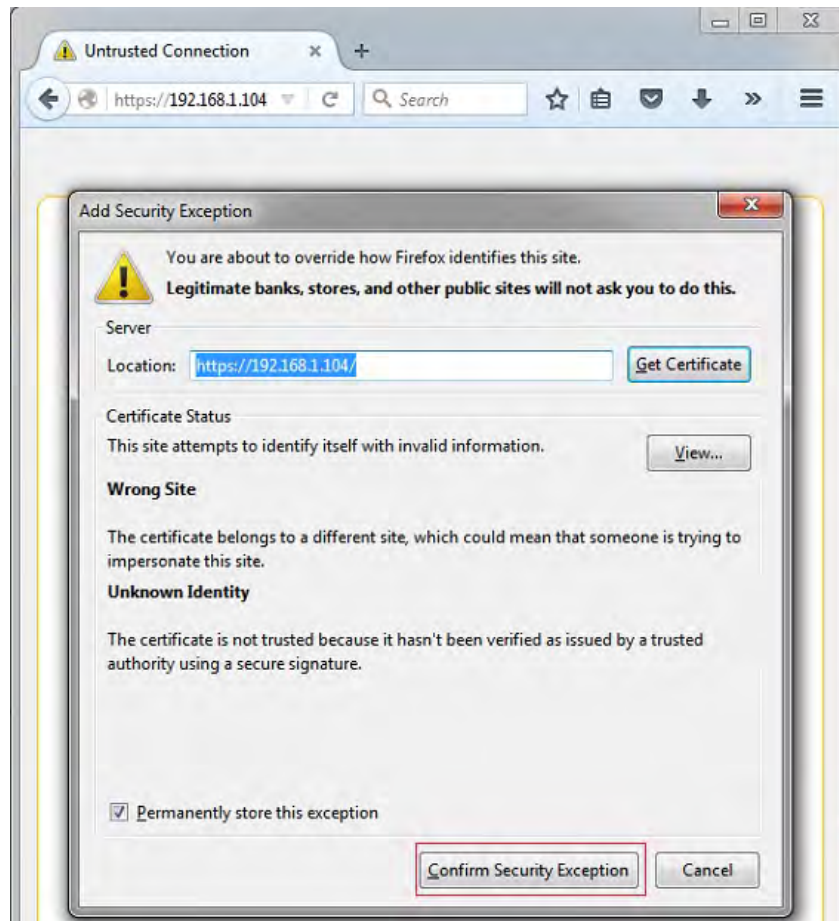 Untrusted Connection
https://192.168.1.104
Search
Add Security Exception
You are about to override how Firefox identifies this site.
Legitimate banks, stores, and other public sites will not ask you to do this.
Server
Location: https://192.168.1.104/ Get Certificate
Certificate Status
This site attempts to identify itself with invalid information.
View...
Wrong Site
The certificate belongs to a different site, which could mean that someone is trying to
impersonate this site.
Unknown Identity
The certificate is not trusted because it hasn't been verified as issued by a trusted
authority using a secure signature.
Permanently store this exception
Confirm Security Exception Cancel